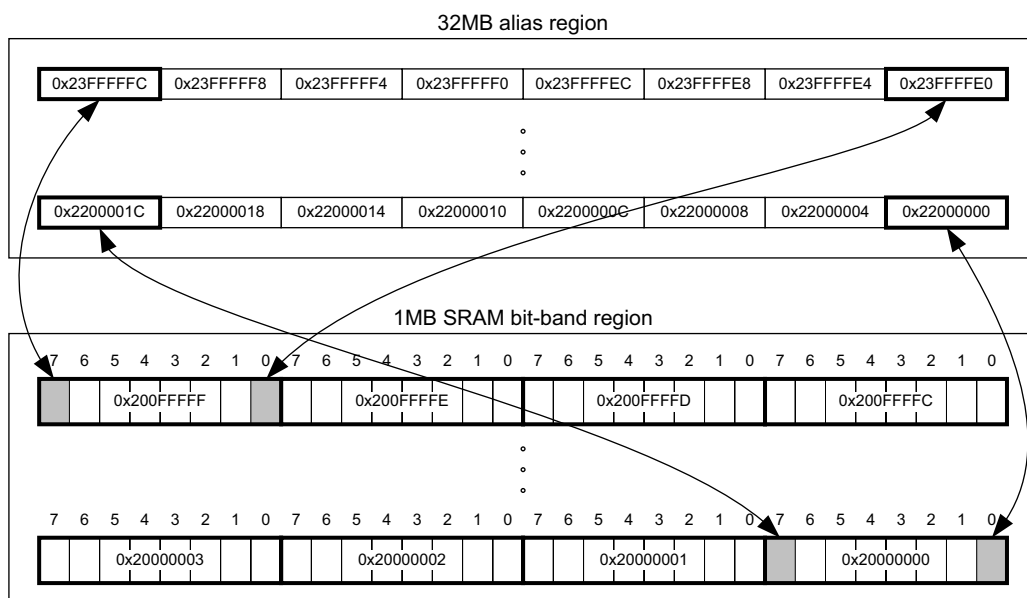 32MB alias region
0x23FFFFFC 0x23FFFFF8 0x23FFFFF4 0x23FFFFF0 0x23FFFFEC 0x23FFFFE8 0x23FFFFE4 0x23FFFFE0
0x2200001C 0x22000018 0x22000014 0x22000010 0x2200000C 0x22000008 0x22000004 0x22000000
1MB SRAM bit-band region
7 6 5 4 3 2 1 0 7 6 5 4 3 2 1 0 7 6 5 4 3 2 1 0 7 6 5 4 3 2 1 0
0x200FFFFF 0x200FFFFE 0x200FFFFD 0x200FFFFC
7 6 5 4 3 2 1 0 7 6 5 4 3 2 1 0 7 6 5 4 3 2 1 0 7 6 5 4 3 2 1 0
0x20000003 0x20000002 0x20000001 0x20000000